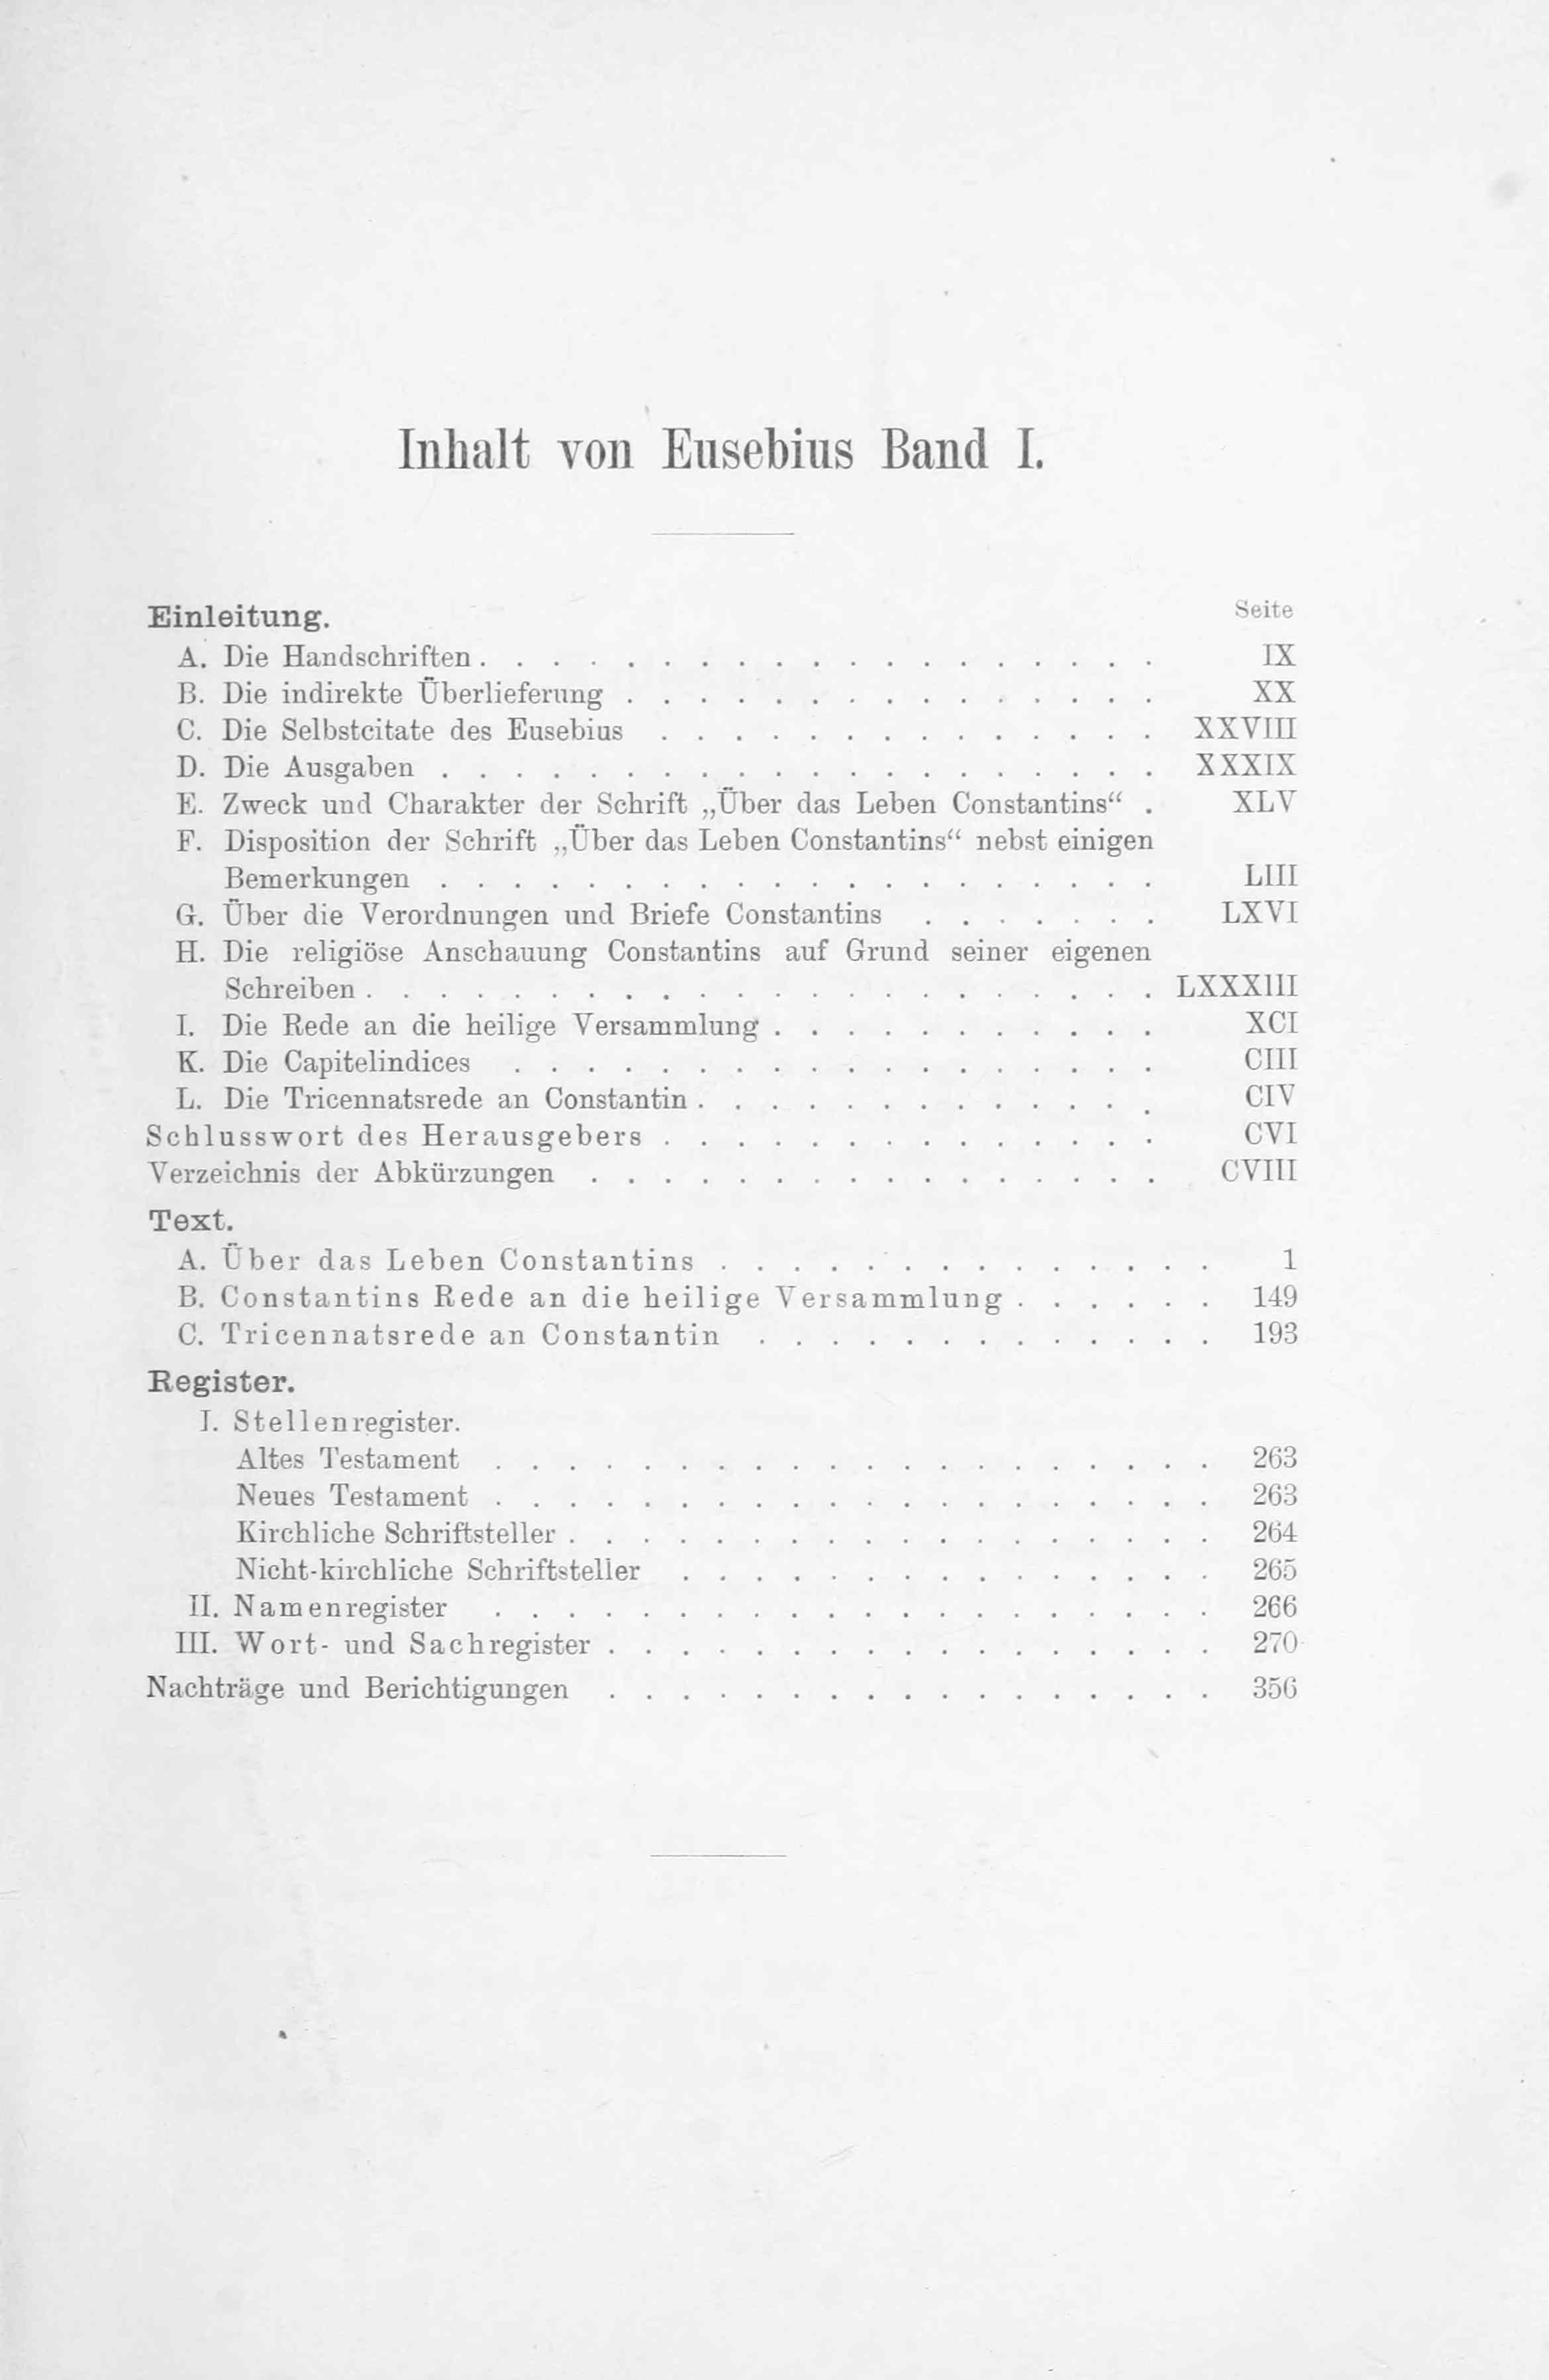 Inhalt von Eusebius Band I.
Einleitung. Seite
A. Die Handschriften . . . . . . . . . . . . . . . . . . . IX
B. Die indirekte Überlieferung . . . . . . . . . . . . . . . XX
C. Die Selbstcitate des Eusebius . . . . . . . . . . . . . . XXVIII
D. Die Ausgaben . . . . . . . . . . . . . . . . . . . . XXXIX
E. Zweck und Charakter der Schrift „Über das Leben Constantins“ . XLV
F. Disposition der Schrift „Über das Leben Constantins“ nebst einigen
Bemerkungen . . . . . . . . . . . . . . . . . . . . LIII
G. Über die Verordnungen und Briefe Constantins . . . . . . . LXVI
H. Die religiöse Anschauung Constantins auf Grund seiner eigenen
Schreiben . . . . . . . . . . . . . . . . . . . . . . LXXXIII
I. Die Rede an die heilige Versammlung . . . . . . . . . . . XCI
K. Die Capitelindices . . . . . . . . . . . . . . . . . . CIII
L. Die Tricennatsrede an Constantin . . . . . . . . . . . . . CIV
Schlusswort des Herausgebers . . . . . . . . . . . . . . CVI
Verzeichnis der Abkürzungen . . . . . . . . . . . . . . . . CVIII
Text.
A. Über das Leben Constantins . . . . . . . . . . . . . . 1
B. Constantins Rede an die heilige Versammlung . . . . . . 149
C. Tricennatsrede an Constantin . . . . . . . . . . . . . 193
Register.
I. Stellenregister.
Altes Testament . . . . . . . . . . . . . . . . . . . . 263
Neues Testament . . . . . . . . . . . . . . . . . . . . 263
Kirchliche Schriftsteller . . . . . . . . . . . . . . . . . . 264
Nicht-kirchliche Schriftsteller . . . . . . . . . . . . . . . 265
II. Namenregister . . . . . . . . . . . . . . . . . . . . 266
III. Wort- und Sachregister . . . . . . . . . . . . . . . . . 270
Nachträge und Berichtigungen . . . . . . . . . . . . . . . . . 356